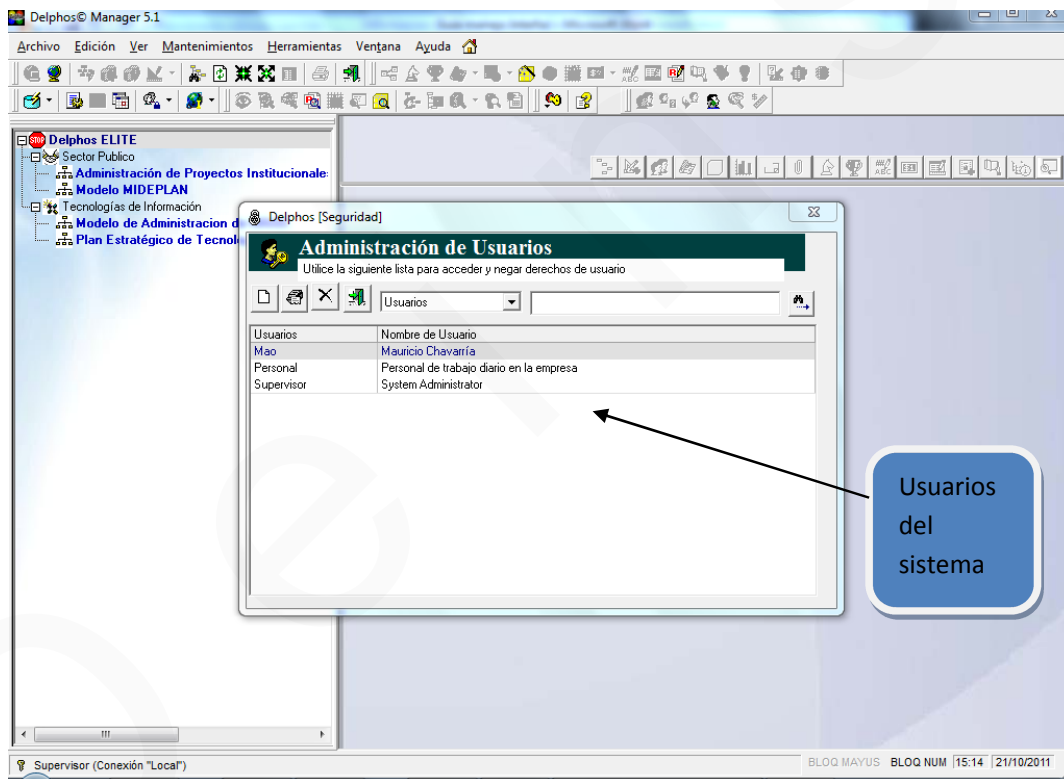 Delphos© Manager 5.1
Archivo Edición Ver Mantenimientos Herramientas Ventana Ayuda
Delphos ELITE
Sector Publico
Administración de Proyectos Institucionale
Modelo MIDEPLAN
Tecnologías de Información
Modelo de Administracion d
Plan Estratégico de Tecnol
Delphos [Seguridad]
Administración de Usuarios
Utilice la siguiente lista para acceder y negar derechos de usuario
Usuarios
Usuarios Nombre de Usuario
Mao Mauricio Chavarría
Personal Personal de trabajo diario en la empresa
Supervisor System Administrator
Usuarios
del
sistema
Supervisor (Conexión "Local")
BLOQ MAYUS BLOQ NUM 15:14 21/10/2011